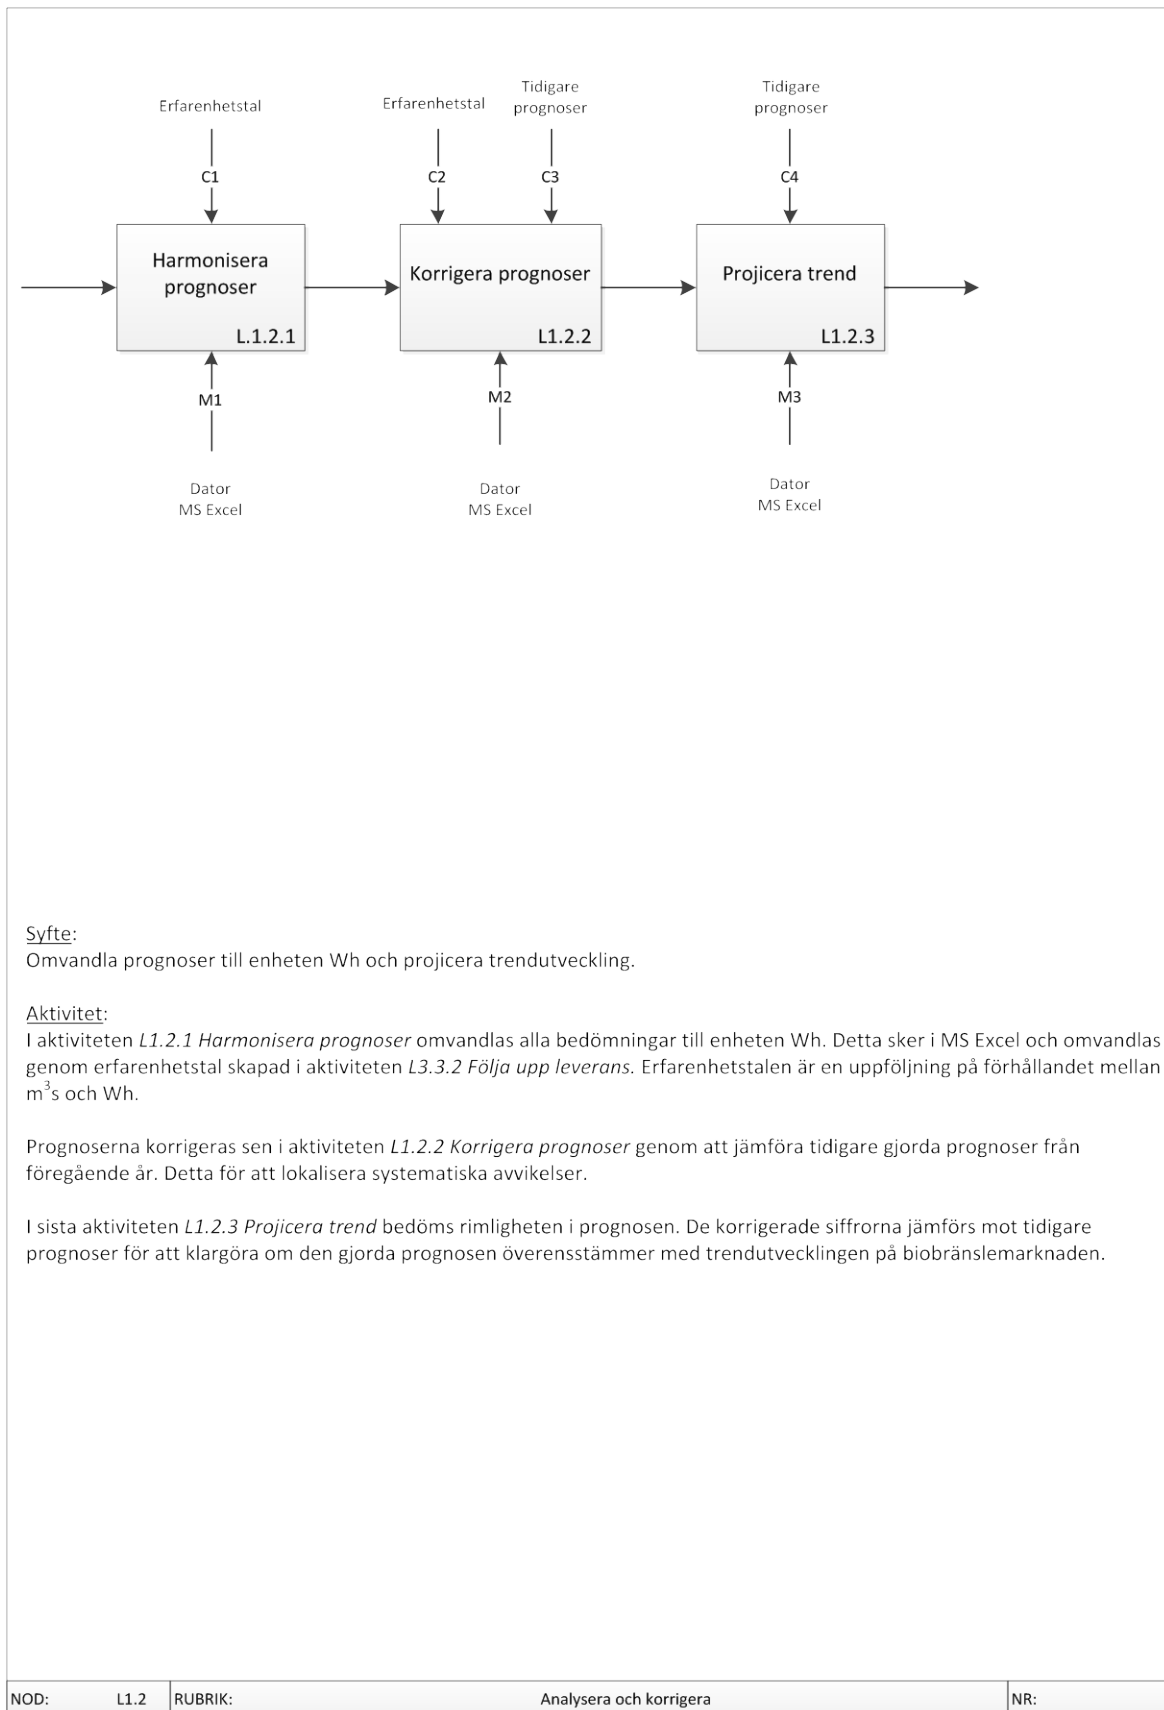 Erfarenhetstal
Erfarenhetstal
Tidigare
prognoser
Tidigare
prognoser
C1
C2
C3
C4
Harmonisera
prognoser
L.1.2.1
Korrigera prognoser
L1.2.2
Projicera trend
L1.2.3
M1
M2
M3
Dator
MS Excel
Dator
MS Excel
Dator
MS Excel
Syfte:
Omvandla prognoser till enheten Wh och projicera trendutveckling.
Aktivitet:
I aktiviteten L1.2.1 Harmonisera prognoser omvandlas alla bedömningar till enheten Wh. Detta sker i MS Excel och omvandlas
genom erfarenhetstal skapad i aktiviteten L3.3.2 Följa upp leverans. Erfarenhetstalen är en uppföljning på förhållandet mellan
m³s och Wh.
Prognoserna korrigeras sen i aktiviteten L1.2.2 Korrigera prognoser genom att jämföra tidigare gjorda prognoser från
föregående år. Detta för att lokalisera systematiska avvikelser.
I sista aktiviteten L1.2.3 Projicera trend bedöms rimligheten i prognosen. De korrigerade siffrorna jämförs mot tidigare
prognoser för att klargöra om den gjorda prognosen överensstämmer med trendutvecklingen på biobränslemarknaden.
NOD: L1.2 RUBRIK: Analysera och korrigera NR: